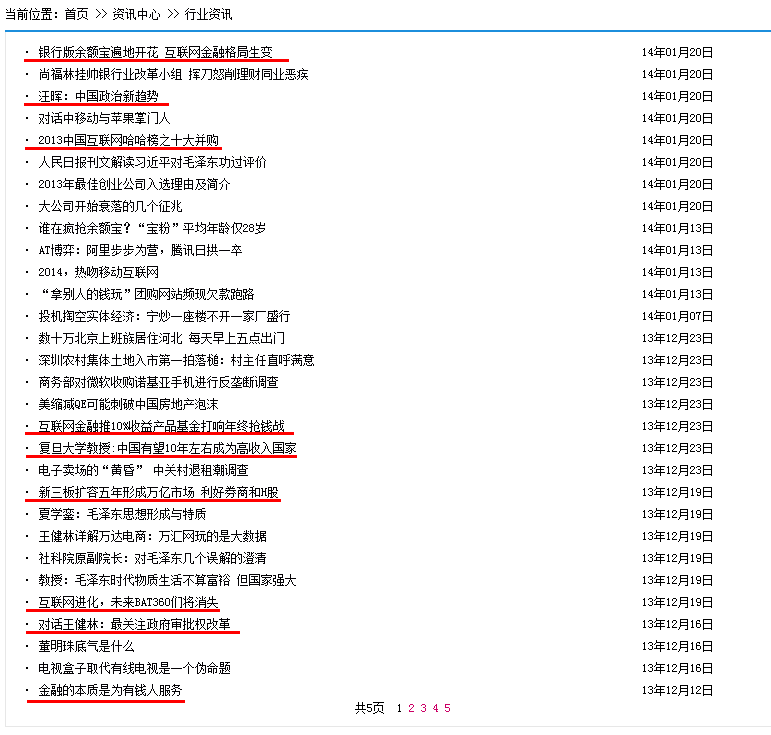 当前位置: 首页 >> 资讯中心 >> 行业资讯
· 银行版余额宝遍地开花 互联网金融格局生变 14年01月20日
· 尚福林挂帅银行业改革小组 挥刀怒削理财同业恶疾 14年01月20日
· 汪晖: 中国政治新趋势 14年01月20日
· 对话中移动与苹果掌门人 14年01月20日
· 2013中国互联网哈哈榜之十大并购 14年01月20日
· 人民日报刊文解读习近平对毛泽东功过评价 14年01月20日
· 2013年最佳创业公司入选理由及简介 14年01月20日
· 大公司开始衰落的几个征兆 14年01月20日
· 谁在疯抢余额宝？“宝粉”平均年龄仅28岁 14年01月13日
· AT博弈: 阿里步步为营，腾讯日拱一卒 14年01月13日
· 2014，热吻移动互联网 14年01月13日
· “拿别人的钱玩”团购网站频现欠款跑路 14年01月13日
· 投机掏空实体经济: 宁炒一座楼不开一家厂盛行 14年01月07日
· 数十万北京上班族居住河北 每天早上五点出门 13年12月23日
· 深圳农村集体土地入市第一拍落槌: 村主任直呼满意 13年12月23日
· 商务部对微软收购诺基亚手机进行反垄断调查 13年12月23日
· 美缩减QE可能刺破中国房地产泡沫 13年12月23日
· 互联网金融推10%收益产品基金打响年终抢钱战 13年12月23日
· 复旦大学教授:中国有望10年左右成为高收入国家 13年12月23日
· 电子卖场的“黄昏” 中关村退租潮调查 13年12月23日
· 新三板扩容五年形成万亿市场 利好券商和H股 13年12月19日
· 夏学銮: 毛泽东思想形成与特质 13年12月19日
· 王健林详解万达电商: 万汇网玩的是大数据 13年12月19日
· 社科院原副院长: 对毛泽东几个误解的澄清 13年12月19日
· 教授: 毛泽东时代物质生活不算富裕 但国家强大 13年12月19日
· 互联网进化，未来BAT360们将消失 13年12月19日
· 对话王健林: 最关注政府审批权改革 13年12月16日
· 董明珠底气是什么 13年12月16日
· 电视盒子取代有线电视是一个伪命题 13年12月16日
· 金融的本质是为有钱人服务 13年12月12日
共5页 1 2 3 4 5